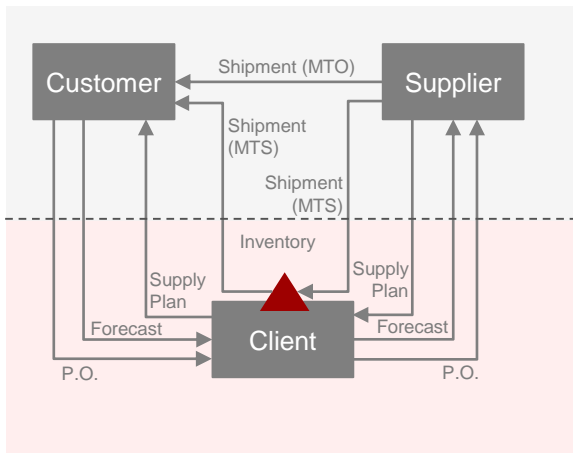 Customer
Shipment (MTO)
Supplier
Shipment
(MTS)
Shipment
(MTS)
Inventory
Supply
Plan
Supply
Plan
Forecast
Client
Forecast
P.O.
P.O.